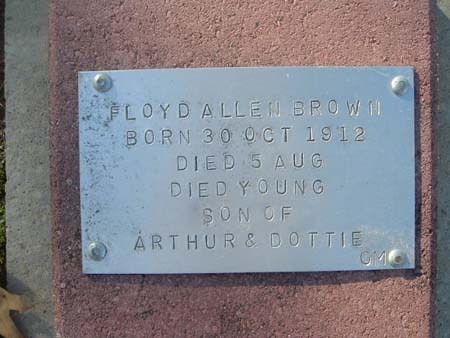 FLOYD ALLEN BROWN
BORN 30 OCT 1912
DIED 5 AUG
DIED YOUNG
SON OF
ARTHUR & DOTTIE
GM